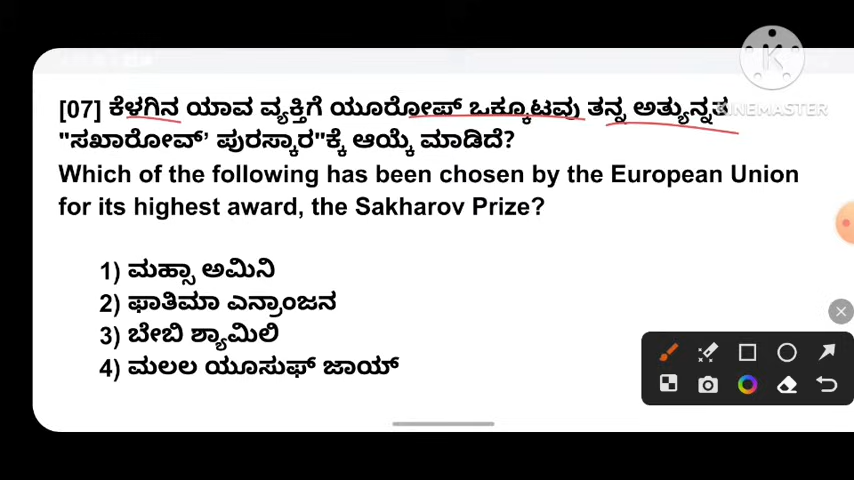 [07] ಕೆಳಗಿನ ಯಾವ ವ್ಯಕ್ತಿಗೆ ಯೂರೋಪ್ ಒಕ್ಕೂಟವು ತನ್ನ ಅತ್ಯುನ್ನತ
"ಸಖಾರೋವ್’ ಪುರಸ್ಕಾರ"ಕ್ಕೆ ಆಯ್ಕೆ ಮಾಡಿದೆ?
Which of the following has been chosen by the European Union
for its highest award, the Sakharov Prize?
1) ಮಹ್ಸಾ ಅಮಿನಿ
2) ಫಾತಿಮಾ ಎನ್ರಾಂಜನ
3) ಬೇಬಿ ಶ್ಯಾಮಿಲಿ
4) ಮಲಲ ಯೂಸುಫ್ ಜಾಯ್
K
KINEMASTER